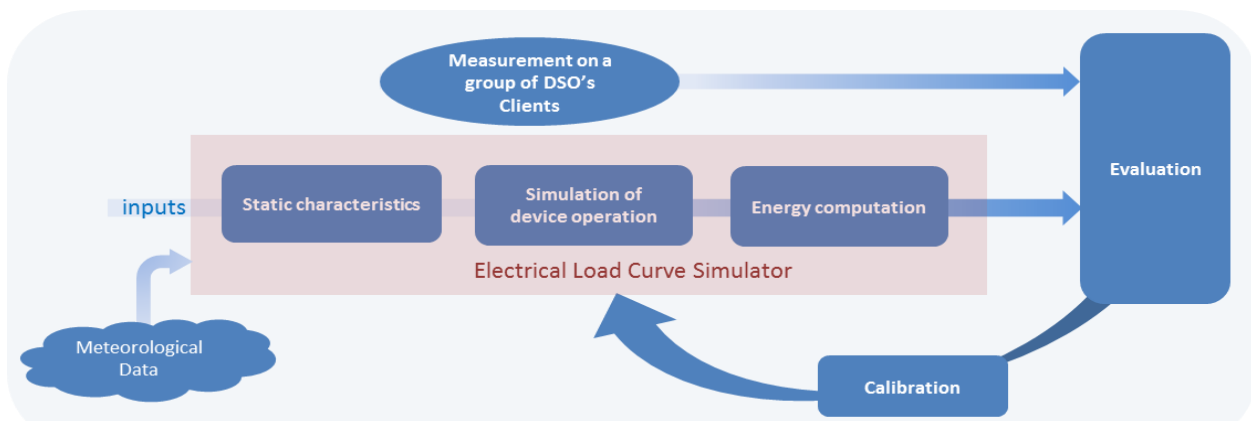 Measurement on a
group of DSO's
Clients
Evaluation
inputs
Static characteristics
Simulation of
device operation
Energy computation
Electrical Load Curve Simulator
Meteorological
Data
Calibration